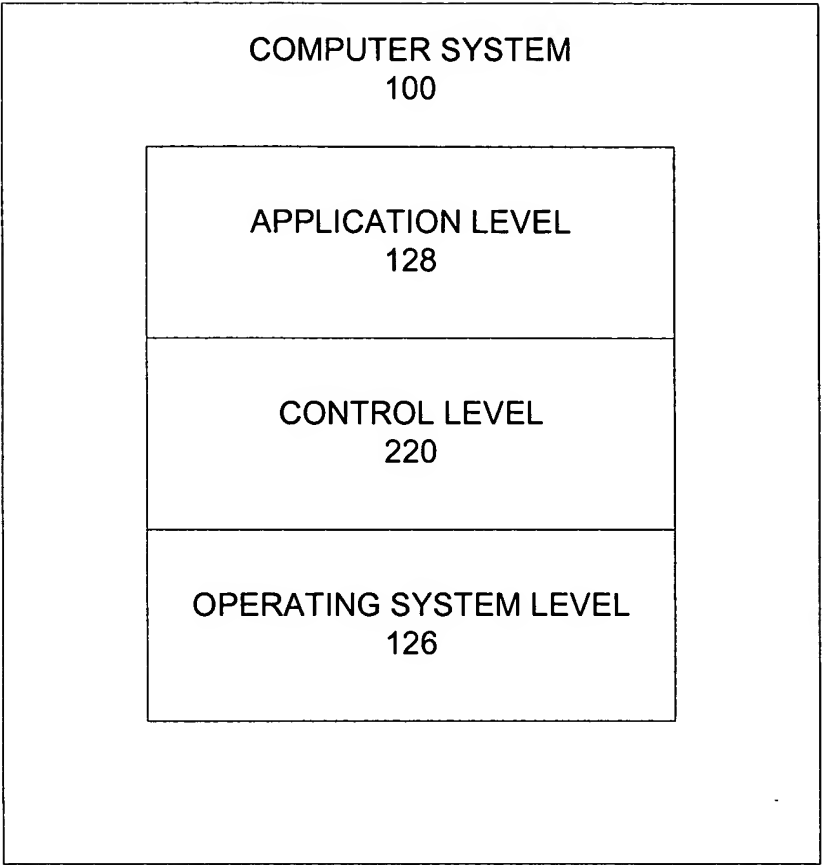 COMPUTER SYSTEM
100
APPLICATION LEVEL
128
CONTROL LEVEL
220
OPERATING SYSTEM LEVEL
126